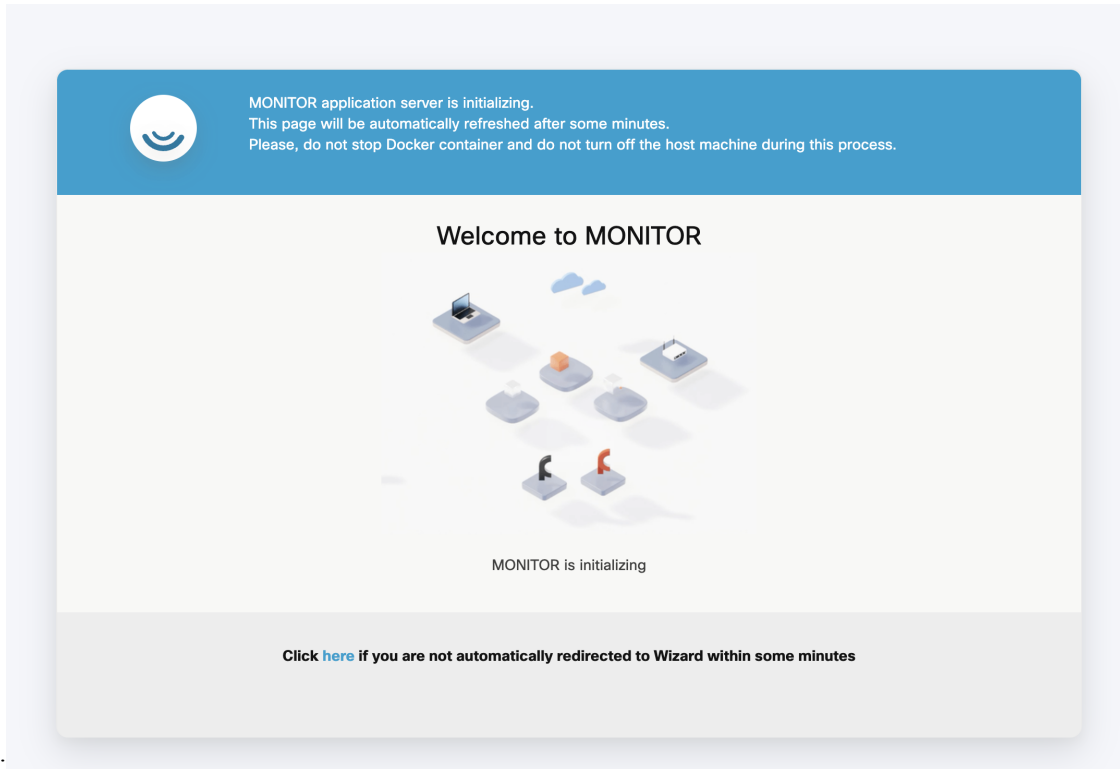 MONITOR application server is initializing.
This page will be automatically refreshed after some minutes.
Please, do not stop Docker container and do not turn off the host machine during this process.
Welcome to MONITOR
MONITOR is initializing
Click here if you are not automatically redirected to Wizard within some minutes
.